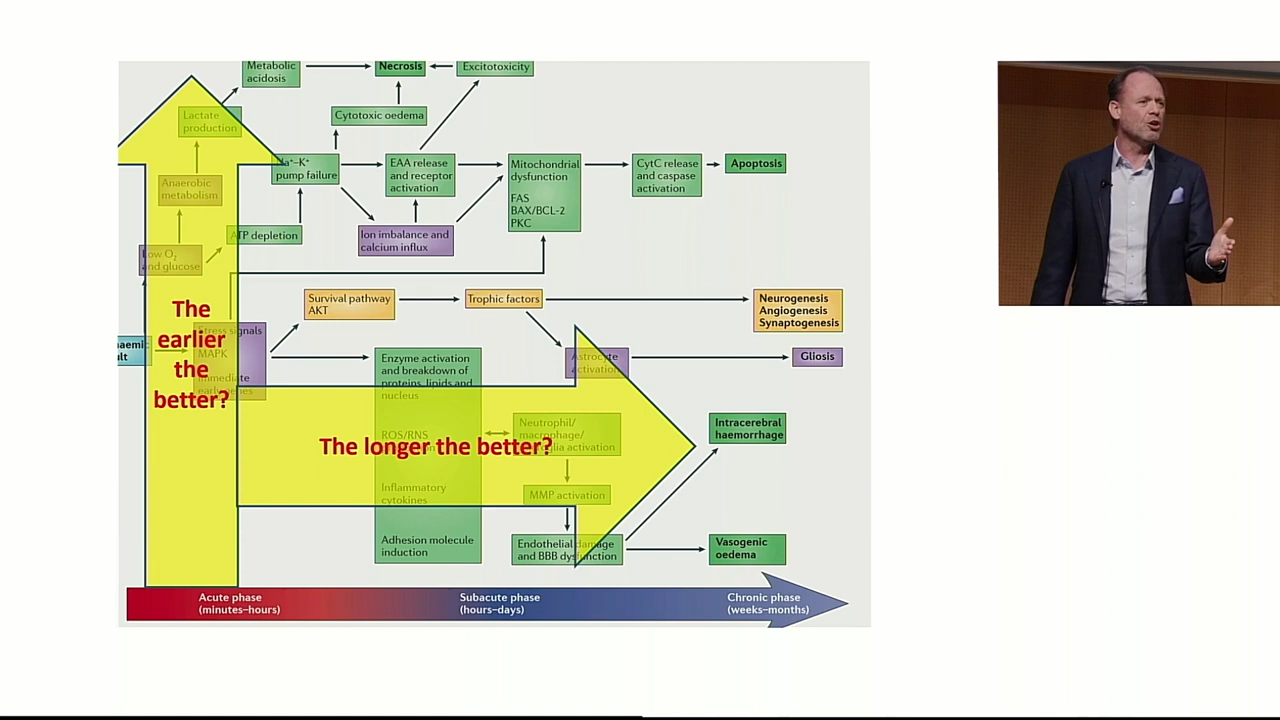 Metabolic
acidosis
Necrosis
Excitotoxicity
Lactate
production
Cytotoxic oedema
Na⁺–K⁺
pump failure
EAA release
and receptor
activation
Mitochondrial
dysfunction
FAS
BAX/BCL-2
PKC
CytC release
and caspase
activation
Apoptosis
Anaerobic
metabolism
ATP depletion
Ion imbalance and
calcium influx
Low O₂
and glucose
Survival pathway
AKT
Trophic factors
Neurogenesis
Angiogenesis
Synaptogenesis
The
earlier
the
better?
Stress signals
MAPK
Immediate
early genes
Enzyme activation
and breakdown of
proteins, lipids and
nucleus
ROS/RNS
Inflammatory
cytokines
Adhesion molecule
induction
Astrocyte
activation
Gliosis
The longer the better?
Neutrophil/
macrophage/
activation
MMP activation
Intracerebral
haemorrhage
Endothelial damage
and BBB dysfunction
Vasogenic
oedema
Acute phase
(minutes–hours)
Subacute phase
(hours–days)
Chronic phase
(weeks–months)